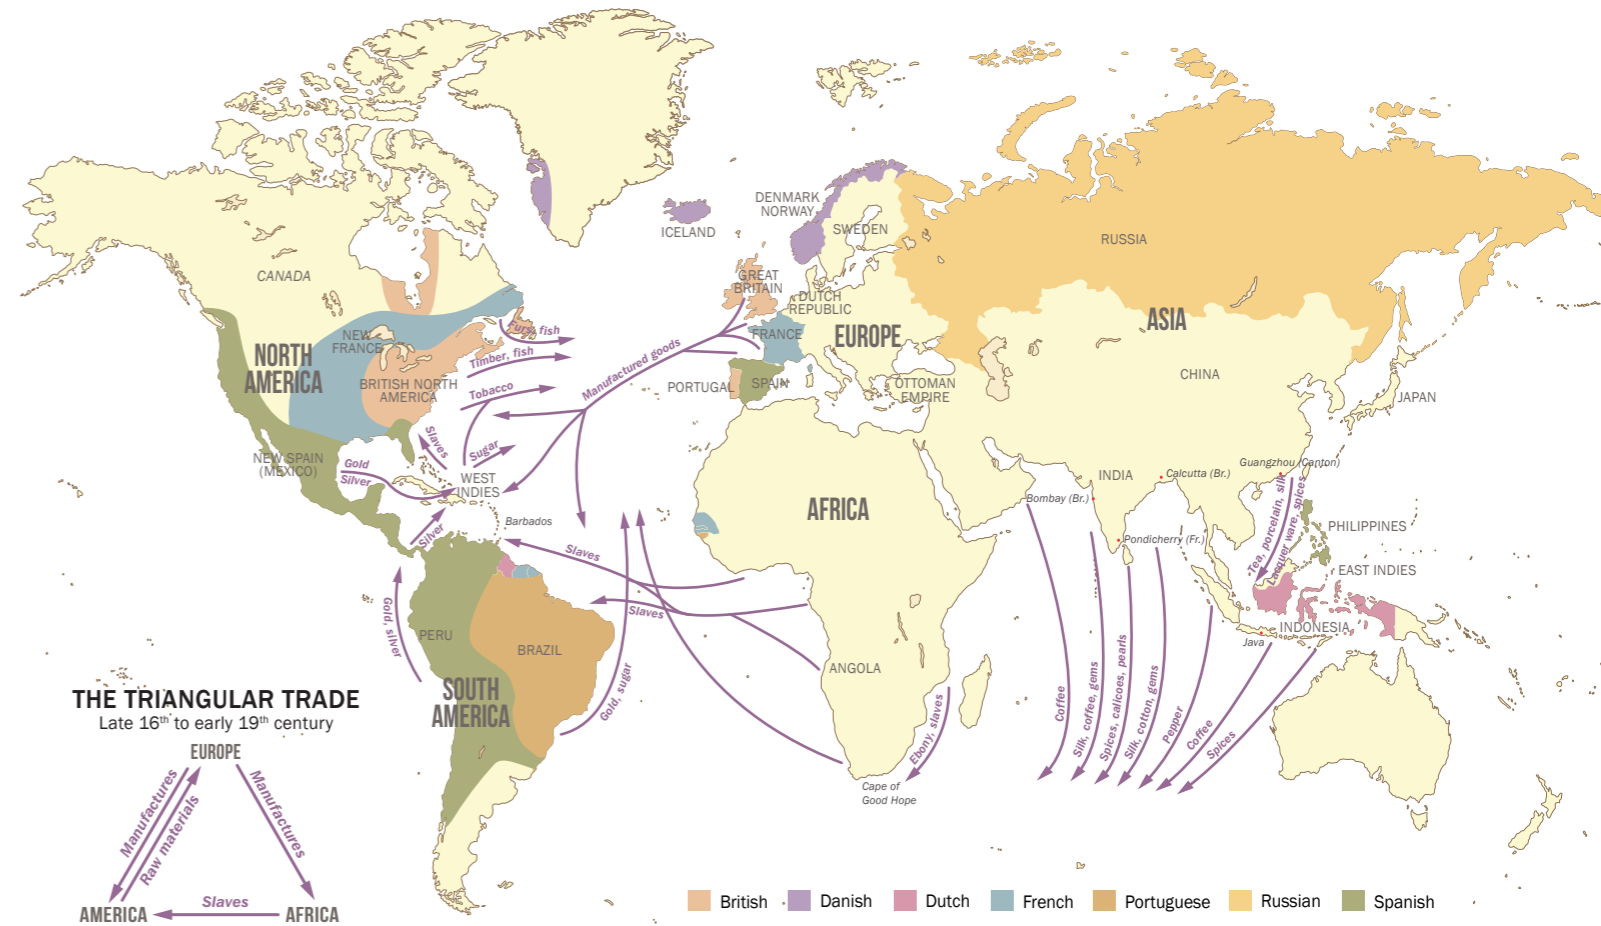 DENMARK
NORWAY
SWEDEN
ICELAND
RUSSIA
CANADA
GREAT
BRITAIN
DUTCH
REPUBLIC
EUROPE
ASIA
FRANCE
NEW
FRANCE
Furs, fish
NORTH
AMERICA
Timber, fish
Manufactured goods
BRITISH NORTH
AMERICA
Tobacco
PORTUGAL
SPAIN
OTTOMAN
EMPIRE
CHINA
JAPAN
NEW SPAIN
(MEXICO)
Gold
Silver
Slaves
Sugar
WEST
INDIES
Silver
Barbados
AFRICA
INDIA
Bombay (Br.)
Calcutta (Br.)
Guangzhou (Canton)
Pondicherry (Fr.)
Tea, porcelain, silk
Lacquer ware, spices
PHILIPPINES
EAST INDIES
INDONESIA
Java
Slaves
Slaves
Gold, silver
PERU
BRAZIL
Gold, sugar
SOUTH
AMERICA
ANGOLA
Ebony, slaves
Cape of
Good Hope
Coffee
Silk, coffee, gems
Spices, calicoes, pearls
Silk, cotton, gems
Pepper
Coffee
Spices
THE TRIANGULAR TRADE
Late 16th to early 19th century
EUROPE
Manufactures
Raw materials
Manufactures
AMERICA
Slaves
AFRICA
British
Danish
Dutch
French
Portuguese
Russian
Spanish